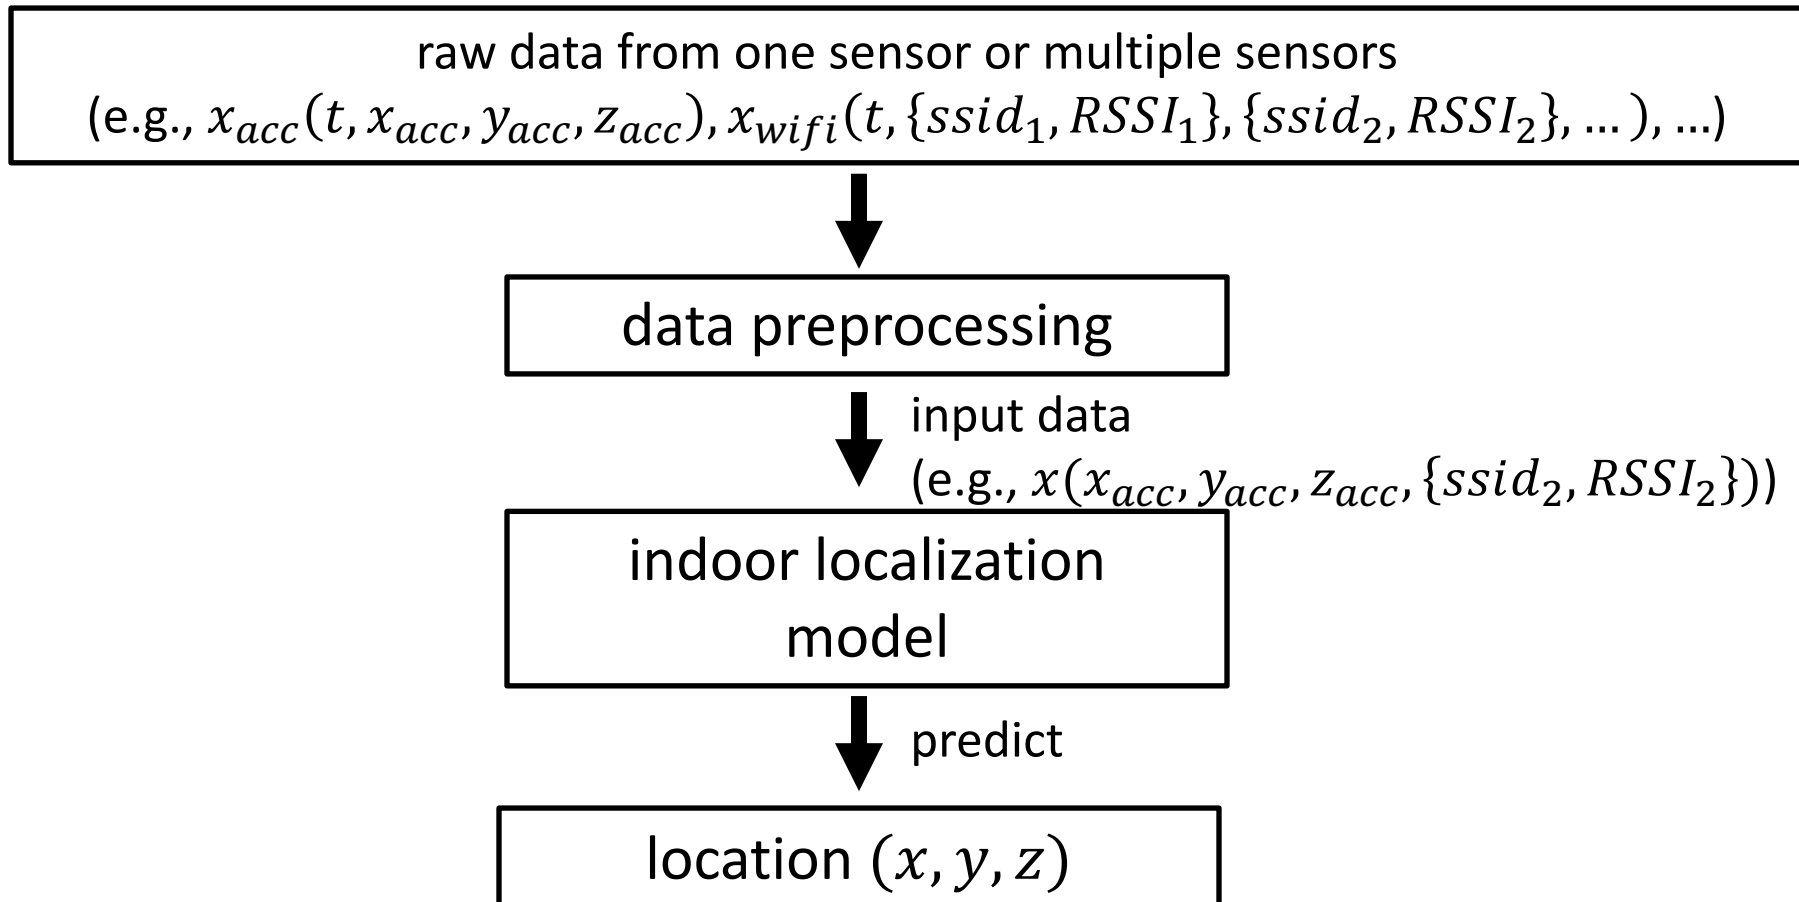 raw data from one sensor or multiple sensors
(e.g., x_acc(t, x_acc, y_acc, z_acc), x_wifi(t, {ssid_1, RSSI_1}, {ssid_2, RSSI_2}, … ), …)
data preprocessing
input data
(e.g., x(x_acc, y_acc, z_acc, {ssid_2, RSSI_2}))
indoor localization
model
predict
location (x, y, z)